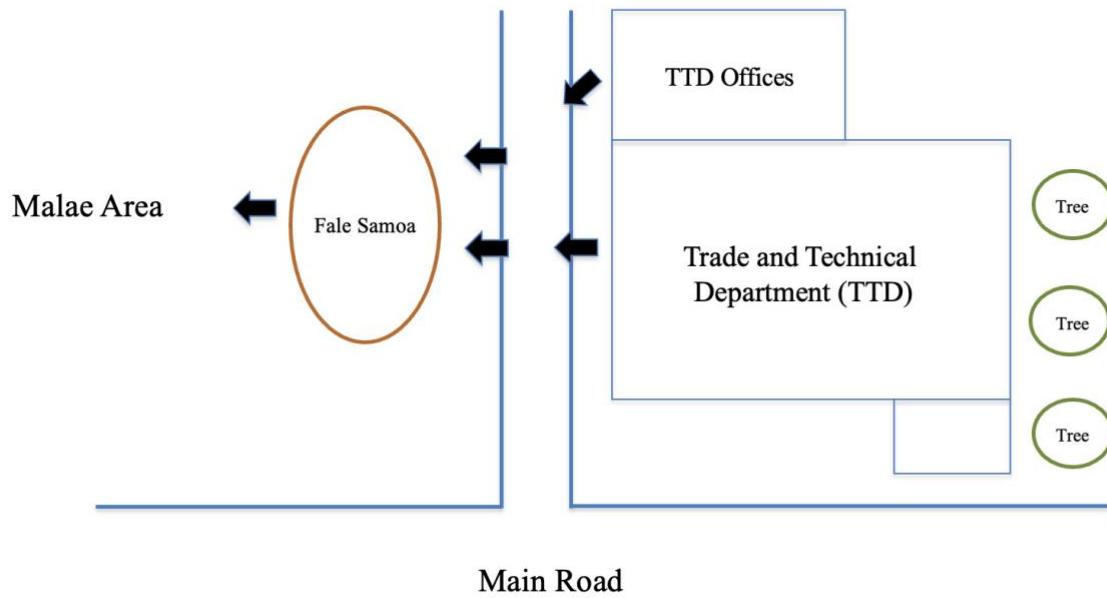 TTD Offices
Malae Area
Fale Samoa
Trade and Technical
Department (TTD)
Tree
Tree
Tree
Main Road